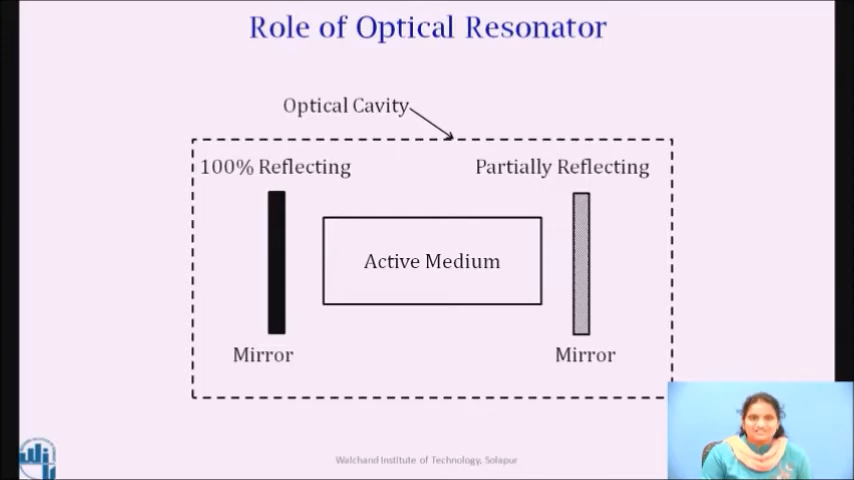 Role of Optical Resonator
Optical Cavity
100% Reflecting
Partially Reflecting
Active Medium
Mirror
Mirror
Walchand Institute of Technology, Solapur